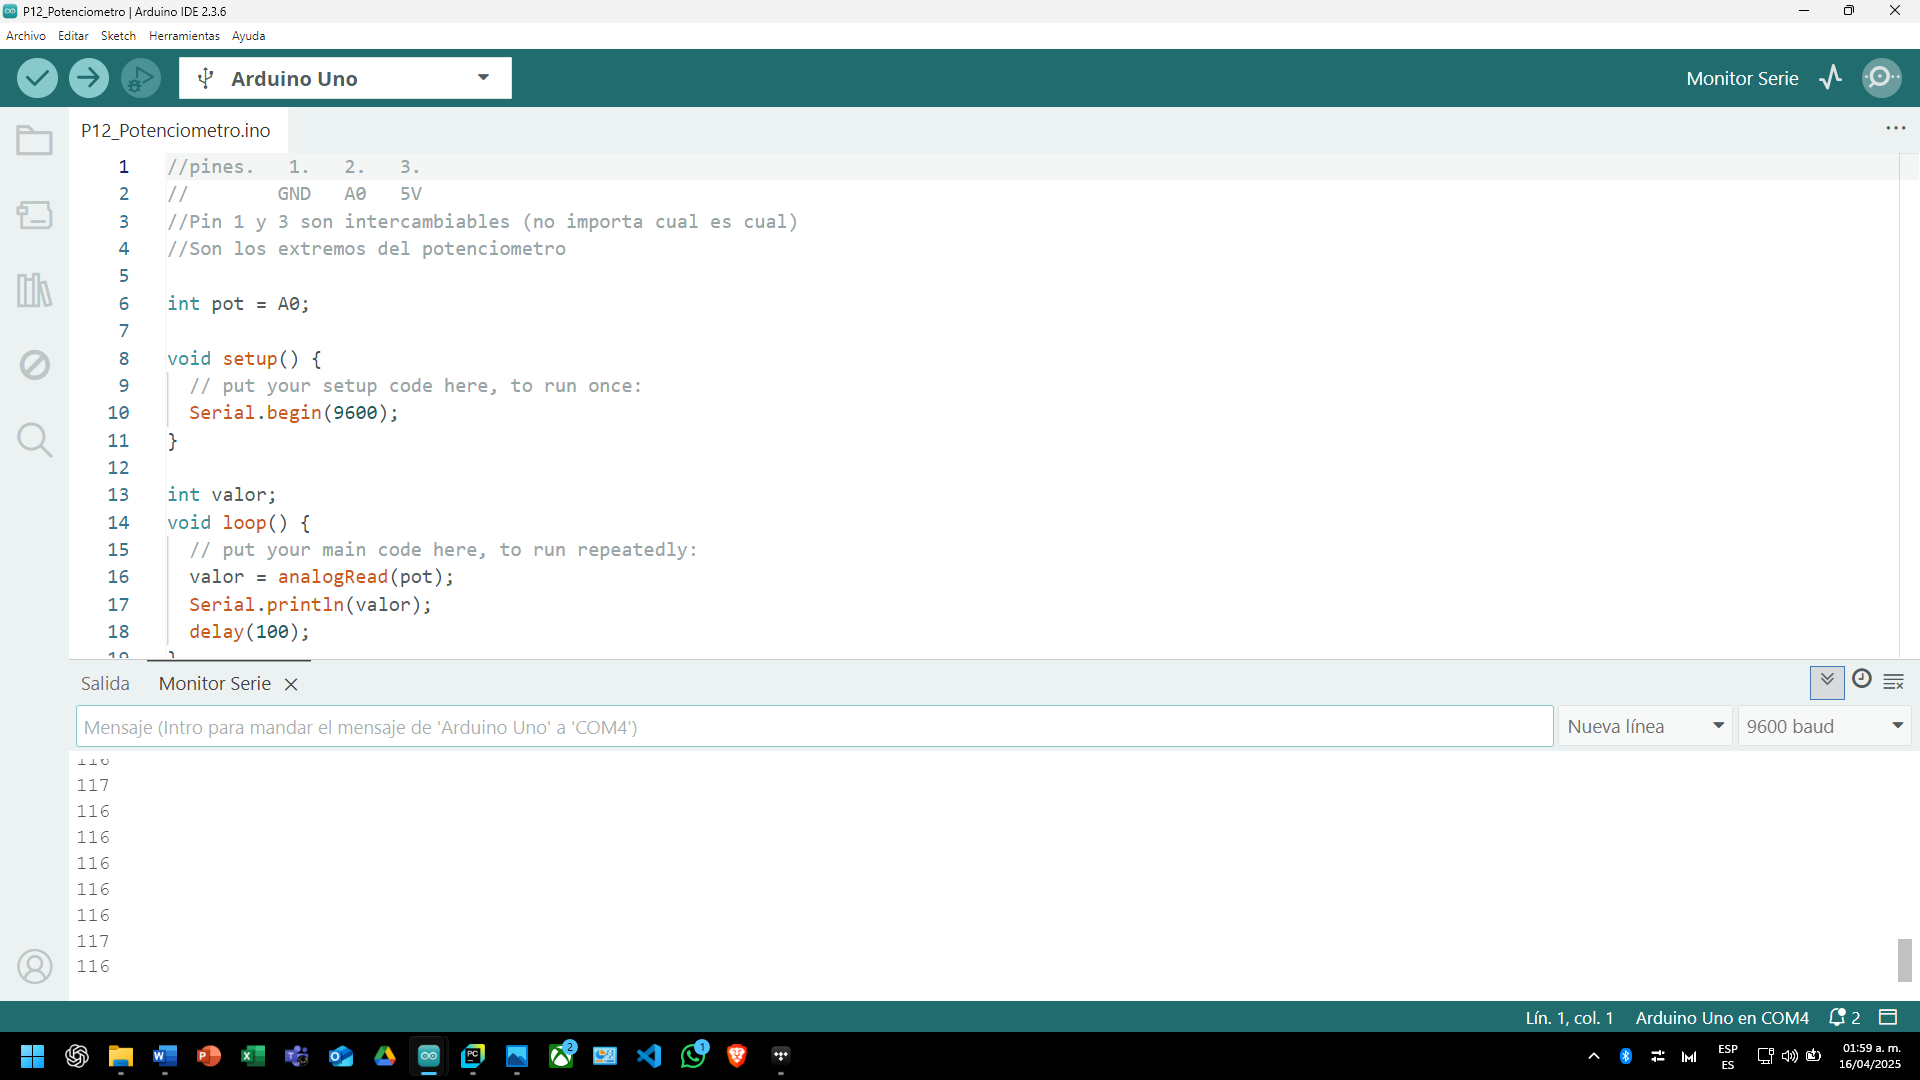 P12_Potenciometro | Arduino IDE 2.3.6
Archivo Editar Sketch Herramientas Ayuda
Arduino Uno
Monitor Serie
P12_Potenciometro.ino
1 //pines. 1. 2. 3.
2 // GND A0 5V
3 //Pin 1 y 3 son intercambiables (no importa cual es cual)
4 //Son los extremos del potenciometro
5
6 int pot = A0;
7
8 void setup() {
9 // put your setup code here, to run once:
10 Serial.begin(9600);
11 }
12
13 int valor;
14 void loop() {
15 // put your main code here, to run repeatedly:
16 valor = analogRead(pot);
17 Serial.println(valor);
18 delay(100);
19 }
Salida Monitor Serie
Mensaje (Intro para mandar el mensaje de 'Arduino Uno' a 'COM4')
Nueva línea
9600 baud
116
117
116
116
116
116
116
117
116
Lín. 1, col. 1 Arduino Uno en COM4 2
2
1
ESP
ES
01:59 a. m.
16/04/2025